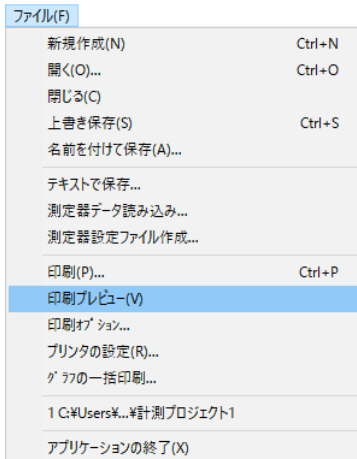 ファイル(F)
新規作成(N) Ctrl+N
開く(O)... Ctrl+O
閉じる(C)
上書き保存(S) Ctrl+S
名前を付けて保存(A)...
テキストで保存...
測定器データ読み込み...
測定器設定ファイル作成...
印刷(P)... Ctrl+P
印刷プレビュー(V)
印刷ｵﾌﾟｼｮﾝ...
プリンタの設定(R)...
ｸﾞﾗﾌの一括印刷...
1 C:¥Users¥...¥計測プロジェクト1
アプリケーションの終了(X)